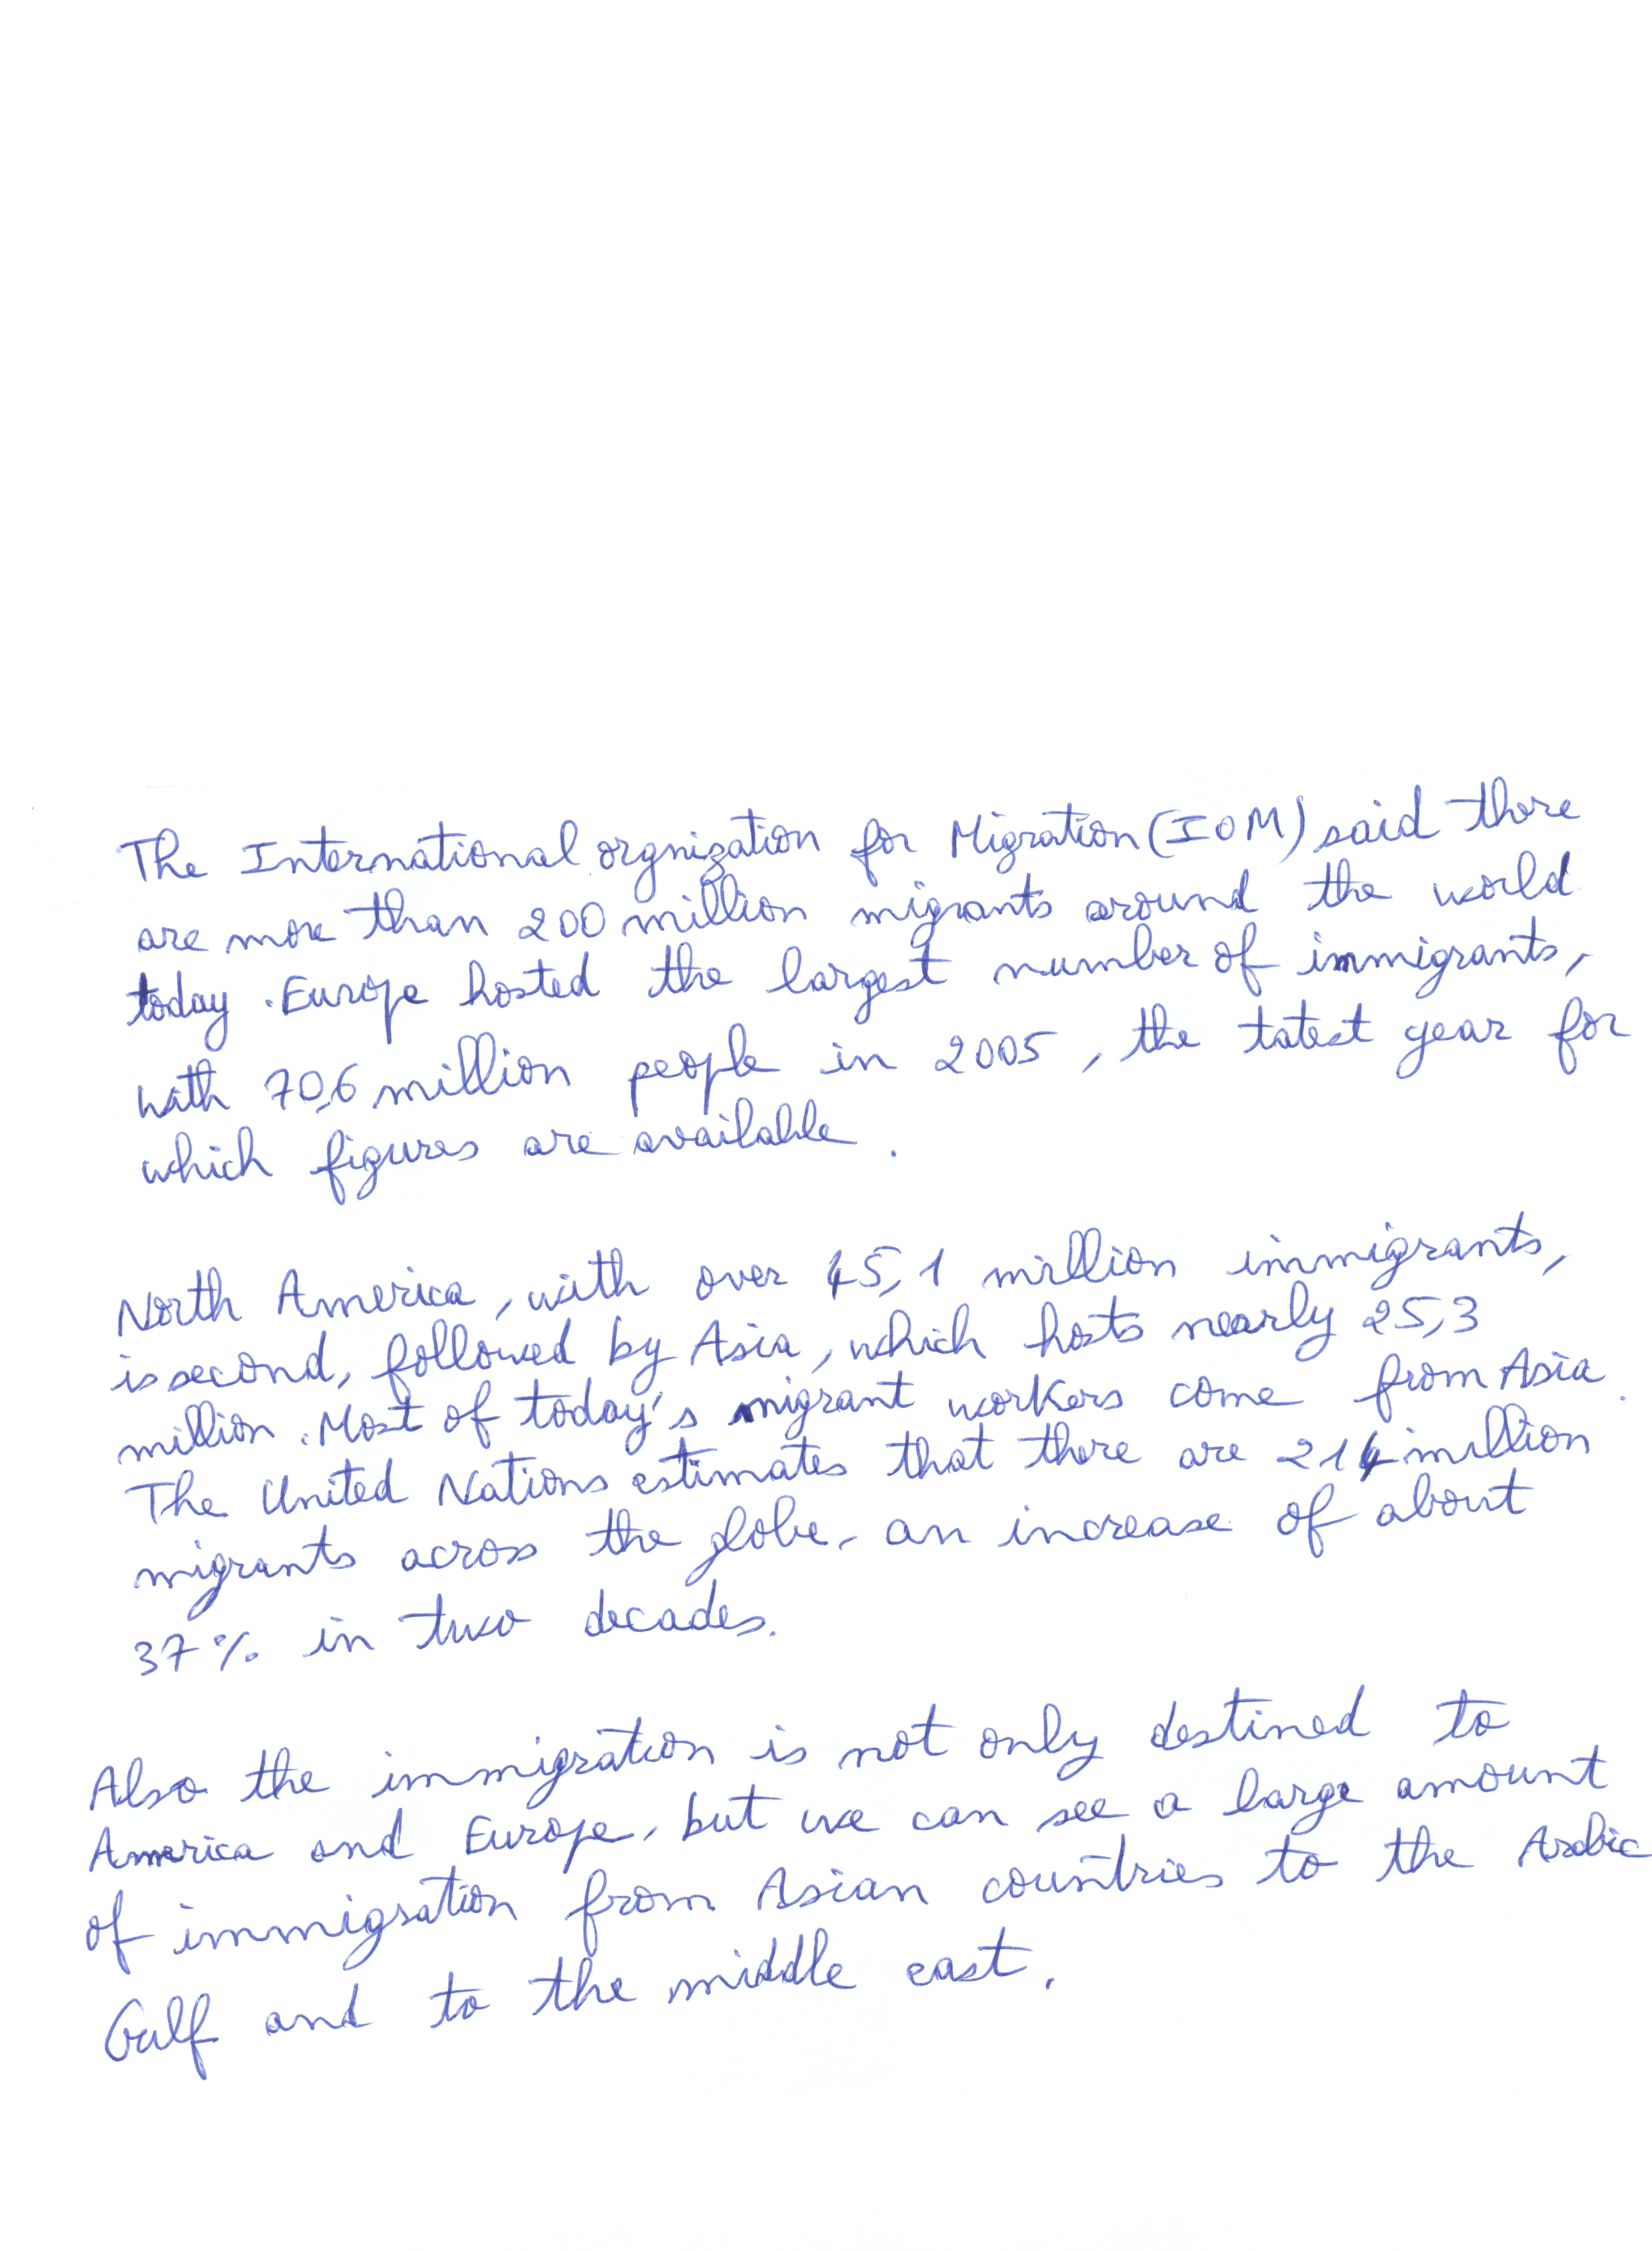 The International orgnization for Migration (IOM) said there
are more than 200 million migrants around the world
today. Europe hosted the largest number of immigrants,
with 70,6 million people in 2005, the tatest year for
which figures are available.
North America, with over 45,1 million immigrants,
is second, followed by Asia, which hosts nearly 25,3
million. Most of today's migrant workers come from Asia.
The United Nations estimates that there are 214 million
migrants across the globe, an increase of about
37% in two decades.
Also the immigration is not only destined to
America and Europe, but we can see a large amount
of immigration from Asian countries to the Arabic
Gulf and to the middle east.